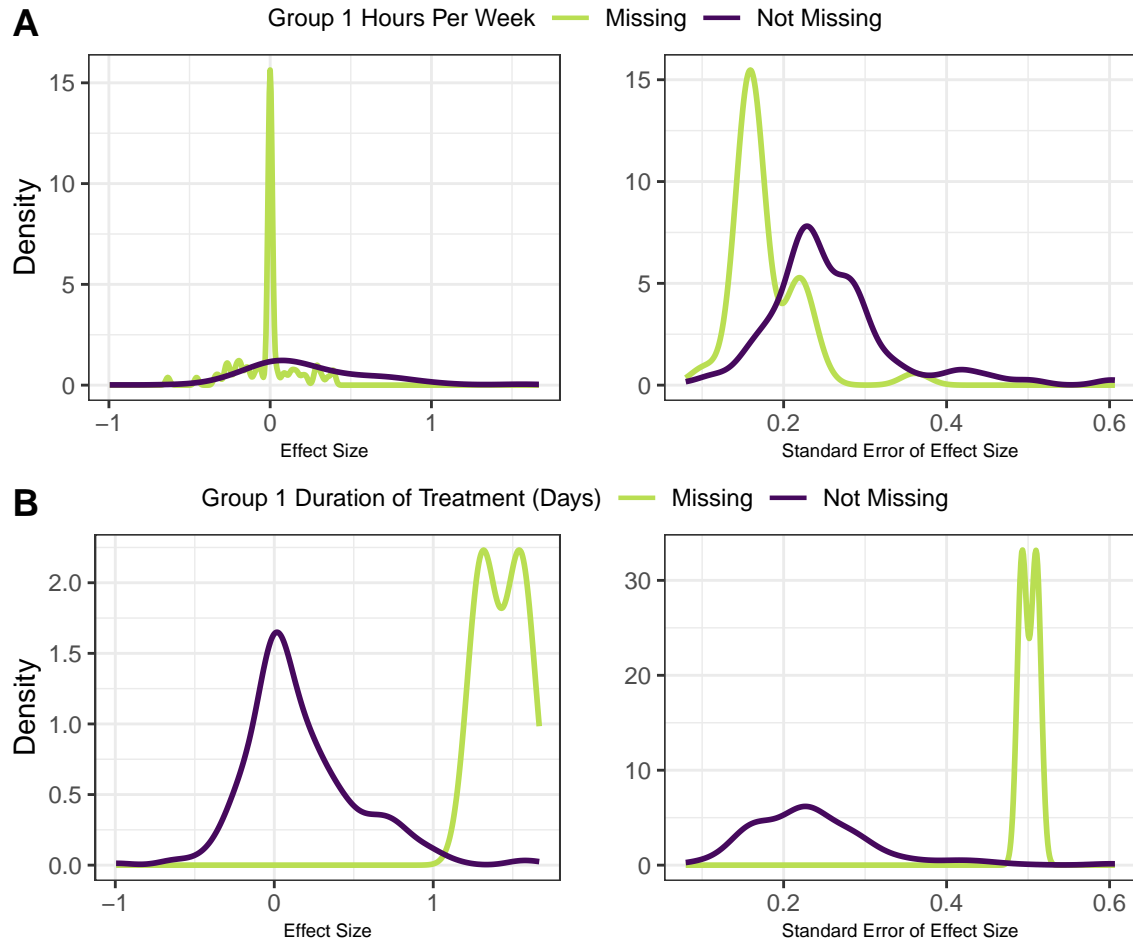 A
Group 1 Hours Per Week Missing Not Missing
Density
15
10
5
0
−1
0
1
Effect Size
15
10
5
0
0.2
0.4
0.6
Standard Error of Effect Size
B
Group 1 Duration of Treatment (Days) Missing Not Missing
Density
2.0
1.5
1.0
0.5
0.0
−1
0
1
Effect Size
30
20
10
0
0.2
0.4
0.6
Standard Error of Effect Size